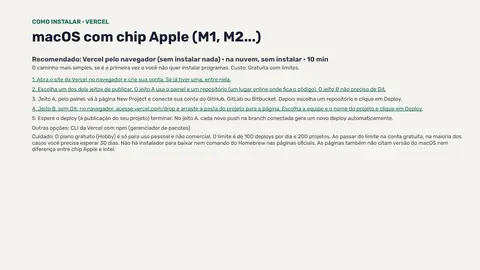 COMO INSTALAR · VERCEL
macOS com chip Apple (M1, M2...)
Recomendado: Vercel pelo navegador (sem instalar nada) · na nuvem, sem instalar · 10 min
O caminho mais simples, se é a primeira vez e você não quer instalar programas. Custo: Gratuita com limites.
1. Abra o site da Vercel no navegador e crie sua conta. Se já tiver uma, entre nela.
2. Escolha um dos dois jeitos de publicar. O jeito A usa o painel e um repositório (um lugar online onde fica o código). O jeito B não precisa de Git.
3. Jeito A, pelo painel: vá à página New Project e conecte sua conta do GitHub, GitLab ou Bitbucket. Depois escolha um repositório e clique em Deploy.
4. Jeito B, sem Git: no navegador, acesse vercel.com/drop e arraste a pasta do projeto para a página. Escolha a equipe e o nome do projeto e clique em Deploy.
5. Espere o deploy (a publicação do seu projeto) terminar. No jeito A, cada novo push na branch conectada gera um novo deploy automaticamente.
Outras opções: CLI da Vercel com npm (gerenciador de pacotes)
Cuidado: O plano gratuito (Hobby) é só para uso pessoal e não comercial. O limite é de 100 deploys por dia e 200 projetos. Ao passar do limite na conta gratuita, na maioria dos
casos você precisa esperar 30 dias. Não há instalador para baixar nem comando do Homebrew nas páginas oficiais. As páginas também não citam versão do macOS nem
diferença entre chip Apple e Intel.